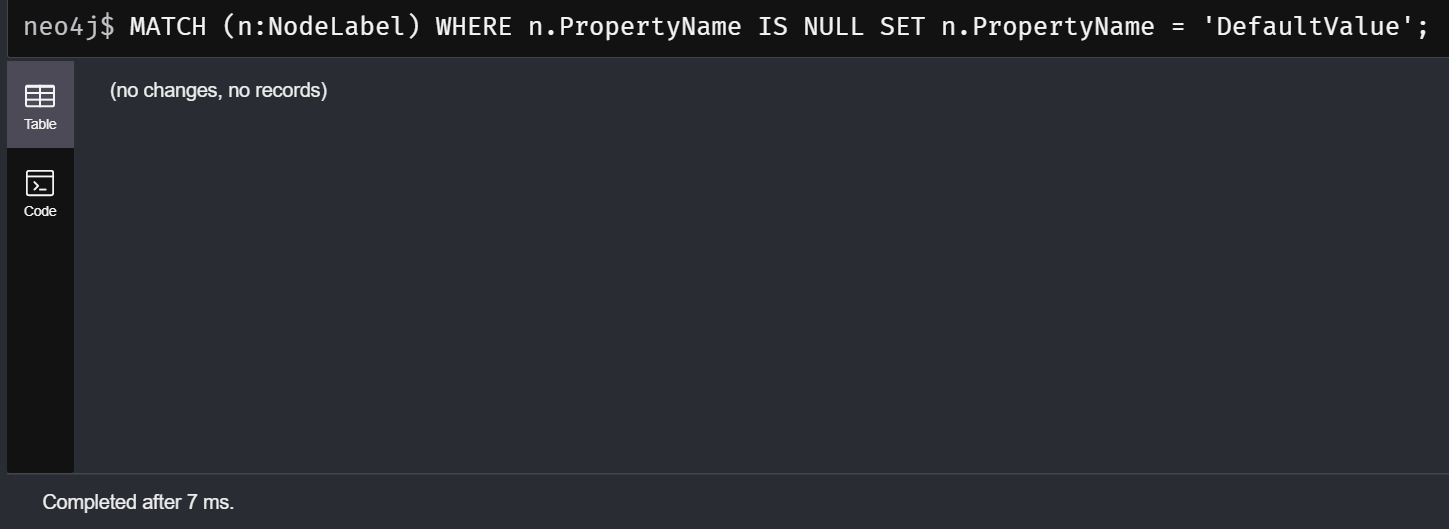 neo4j$ MATCH (n:NodeLabel) WHERE n.PropertyName IS NULL SET n.PropertyName = 'DefaultValue';
(no changes, no records)
Table
Code
Completed after 7 ms.